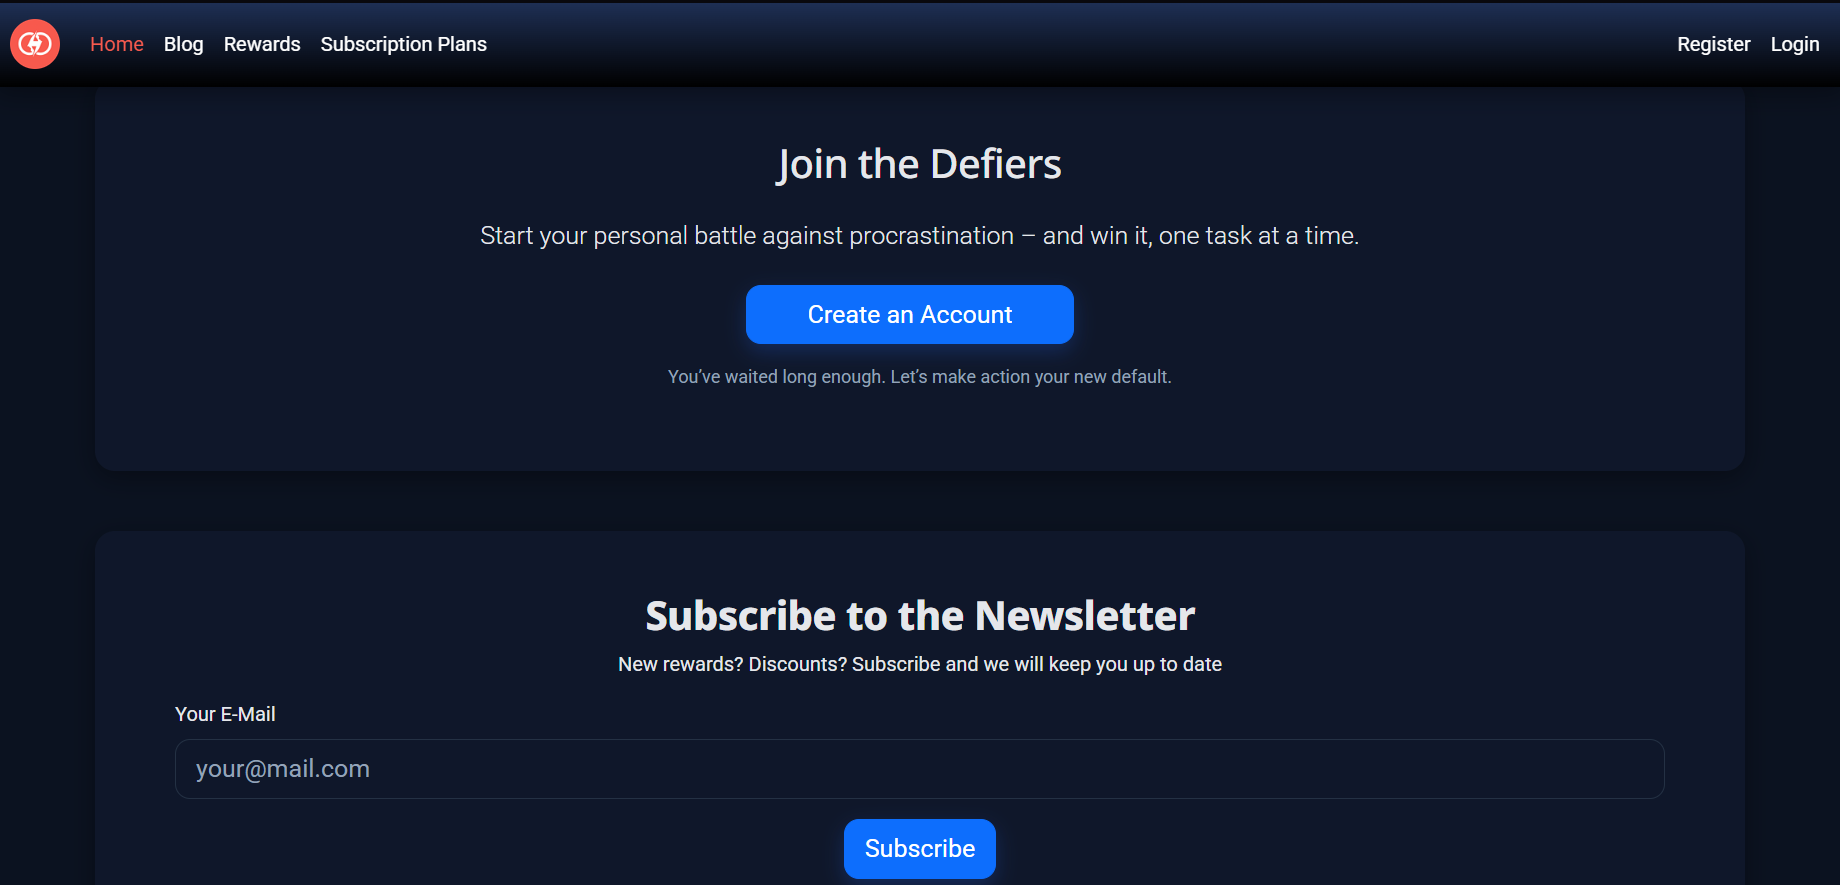 Home Blog Rewards Subscription Plans Register Login
Join the Defiers
Start your personal battle against procrastination – and win it, one task at a time.
Create an Account
You’ve waited long enough. Let’s make action your new default.
Subscribe to the Newsletter
New rewards? Discounts? Subscribe and we will keep you up to date
Your E-Mail
your@mail.com
Subscribe